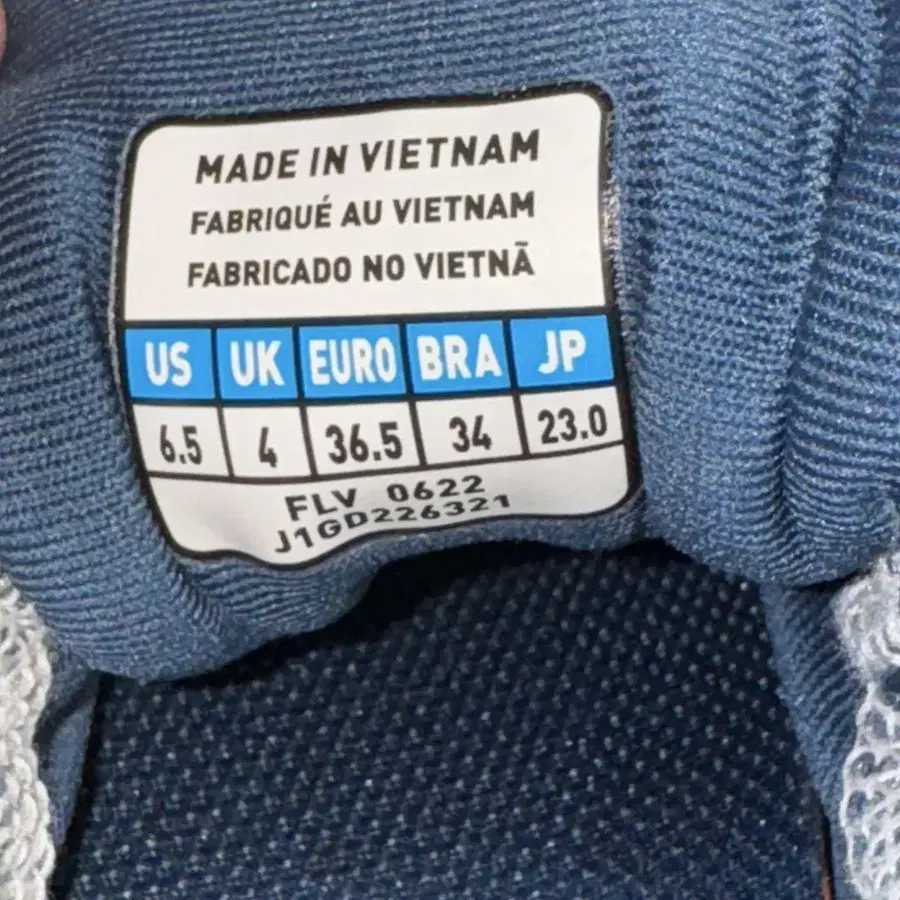 MADE IN VIETNAM
FABRIQUÉ AU VIETNAM
FABRICADO NO VIETNÃ
US UK EURO BRA JP
6.5 4 36.5 34 23.0
FLV 0622
J1GD226321